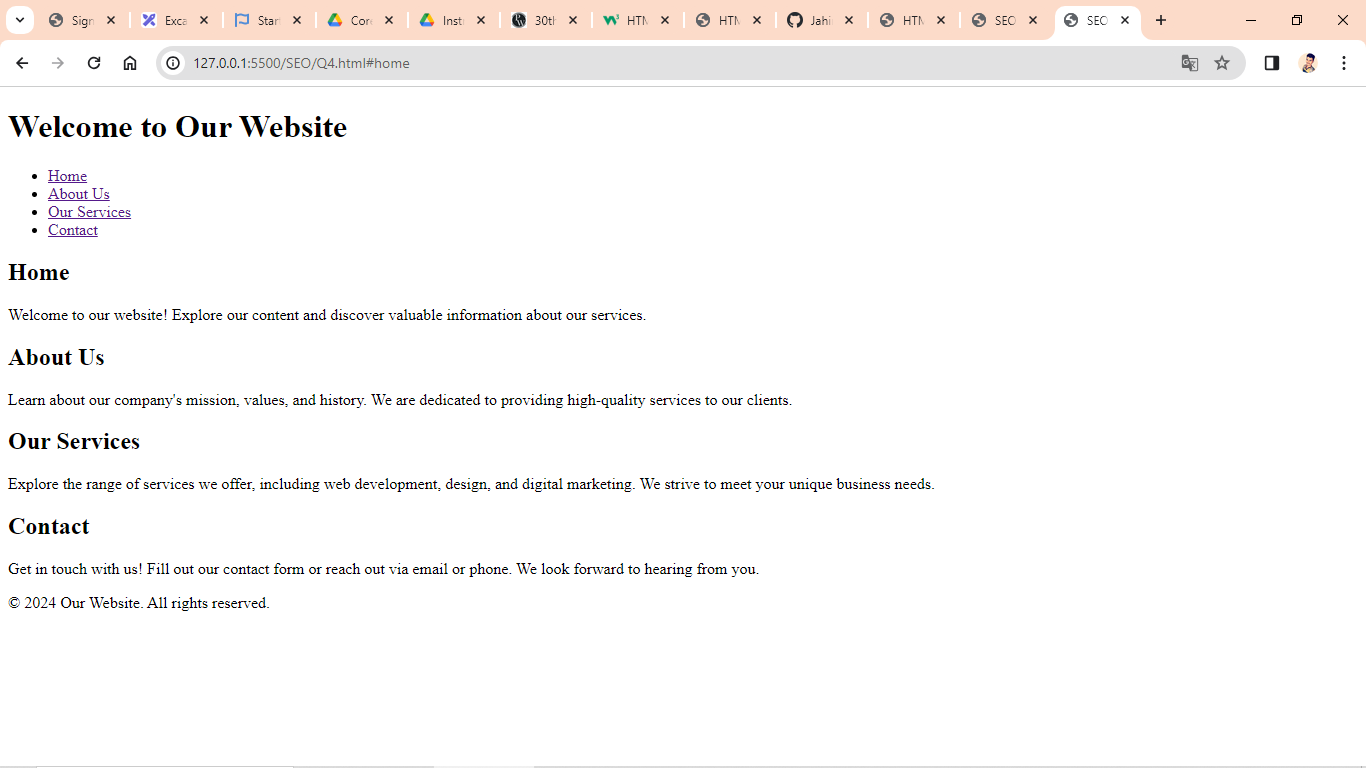 Sign
Exca
Star
Core
Inst
30th
HTM
HTM
Jahi
HTM
SEO
SEO
127.0.0.1:5500/SEO/Q4.html#home
Welcome to Our Website
Home
About Us
Our Services
Contact
Home
Welcome to our website! Explore our content and discover valuable information about our services.
About Us
Learn about our company's mission, values, and history. We are dedicated to providing high-quality services to our clients.
Our Services
Explore the range of services we offer, including web development, design, and digital marketing. We strive to meet your unique business needs.
Contact
Get in touch with us! Fill out our contact form or reach out via email or phone. We look forward to hearing from you.
© 2024 Our Website. All rights reserved.